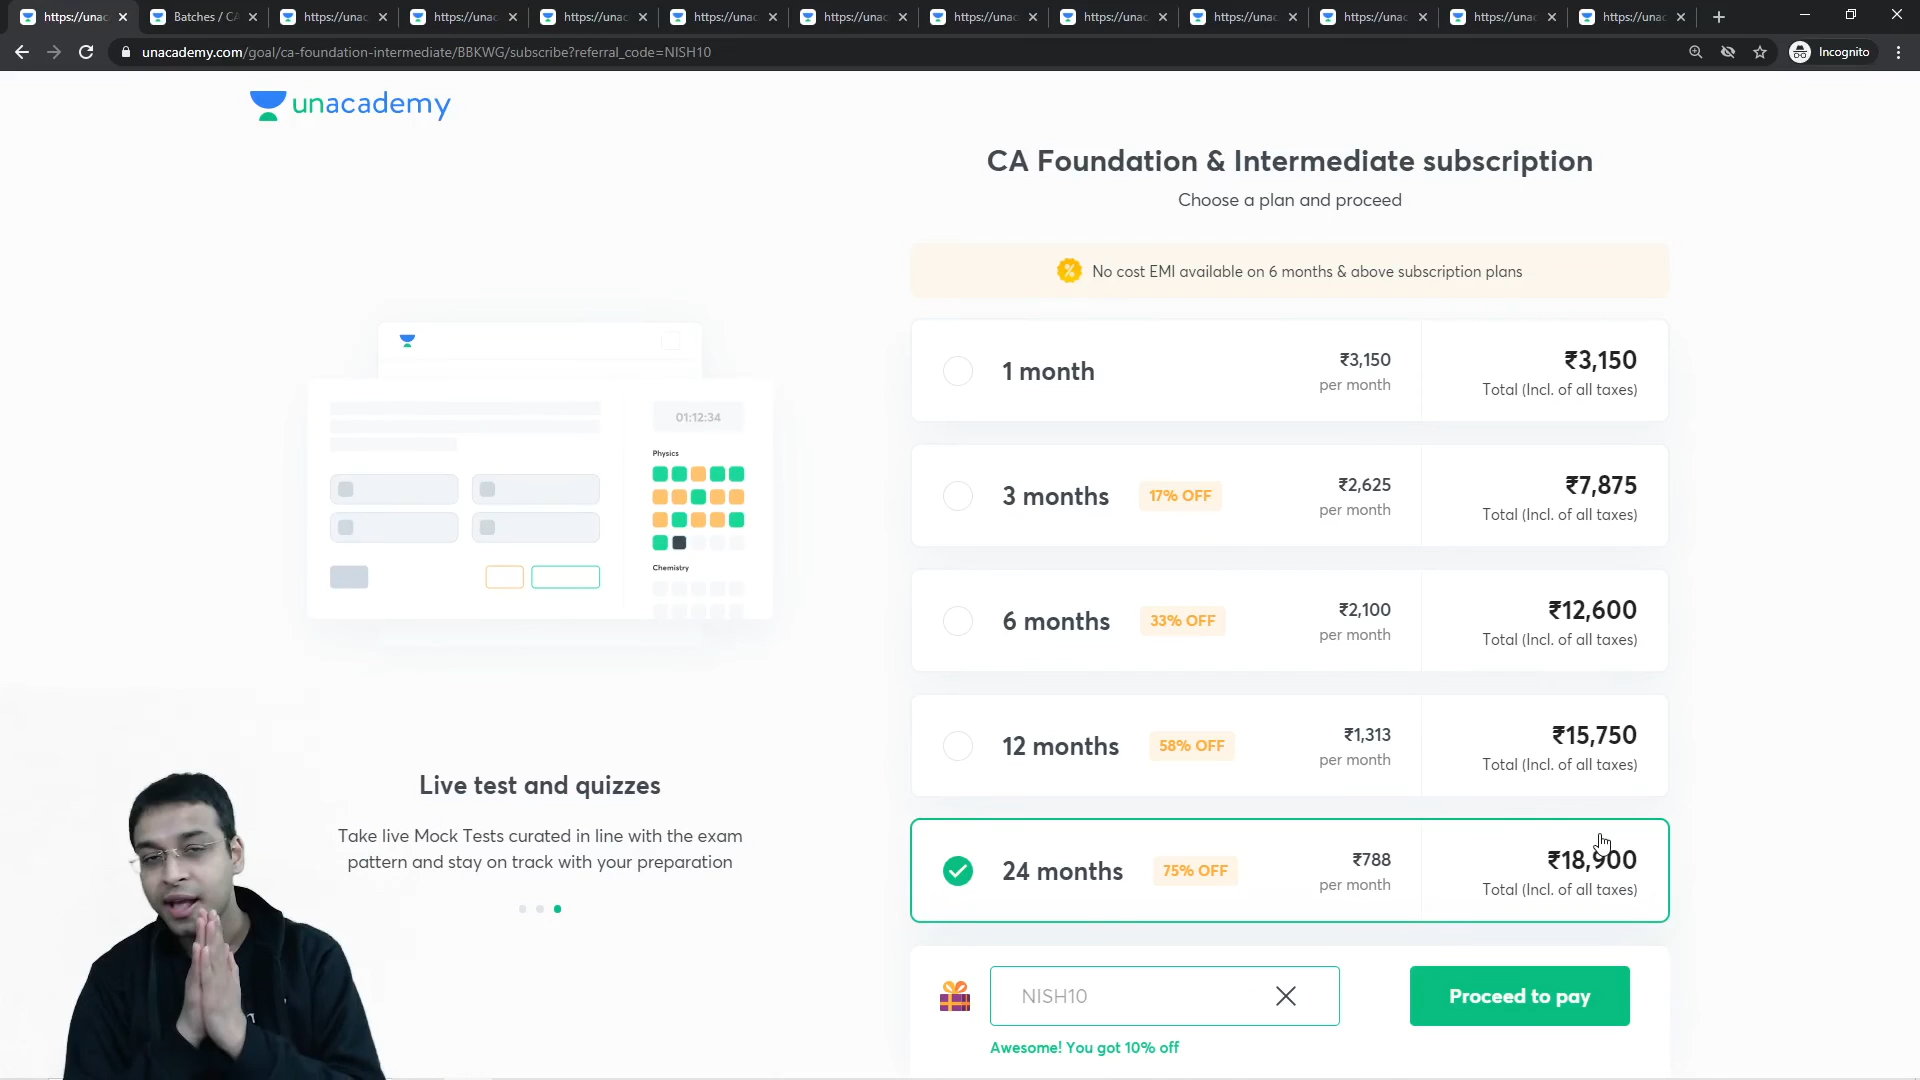 https://unac
Batches / CA
https://unac
https://unac
https://unac
https://unac
https://unac
https://unac
https://unac
https://unac
https://unac
https://unac
https://unac
unacademy.com/goal/ca-foundation-intermediate/BBKWG/subscribe?referral_code=NISH10
Incognito
unacademy
CA Foundation & Intermediate subscription
Choose a plan and proceed
% No cost EMI available on 6 months & above subscription plans
1 month
₹3,150
per month
₹3,150
Total (Incl. of all taxes)
3 months
17% OFF
₹2,625
per month
₹7,875
Total (Incl. of all taxes)
6 months
33% OFF
₹2,100
per month
₹12,600
Total (Incl. of all taxes)
12 months
58% OFF
₹1,313
per month
₹15,750
Total (Incl. of all taxes)
24 months
75% OFF
₹788
per month
₹18,900
Total (Incl. of all taxes)
NISH10
Proceed to pay
Awesome! You got 10% off
01:12:34
Physics
Chemistry
Live test and quizzes
Take live Mock Tests curated in line with the exam
pattern and stay on track with your preparation